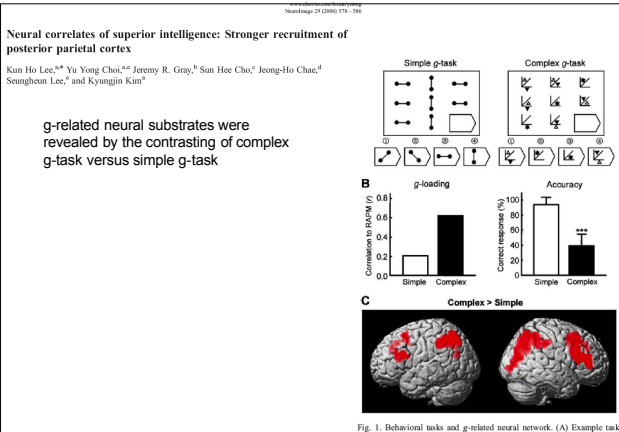 www.elsevier.com/locate/ynimg
NeuroImage 29 (2006) 578 – 586
Neural correlates of superior intelligence: Stronger recruitment of
posterior parietal cortex
Kun Ho Lee,a,* Yu Yong Choi,a,e Jeremy R. Gray,b Sun Hee Cho,c Jeong-Ho Chae,d
Seungheun Lee,e and Kyungjin Kima
g-related neural substrates were
revealed by the contrasting of complex
g-task versus simple g-task
Simple g-task
Complex g-task
① ② ③ ④
① ② ③ ④
B
g-loading
Correlation to RAPM (r)
0.8
0.6
0.4
0.2
0.0
Simple Complex
Accuracy
Correct response (%)
100
80
60
40
20
0
***
Simple Complex
C
Complex > Simple
Fig. 1. Behavioral tasks and g-related neural network. (A) Example task